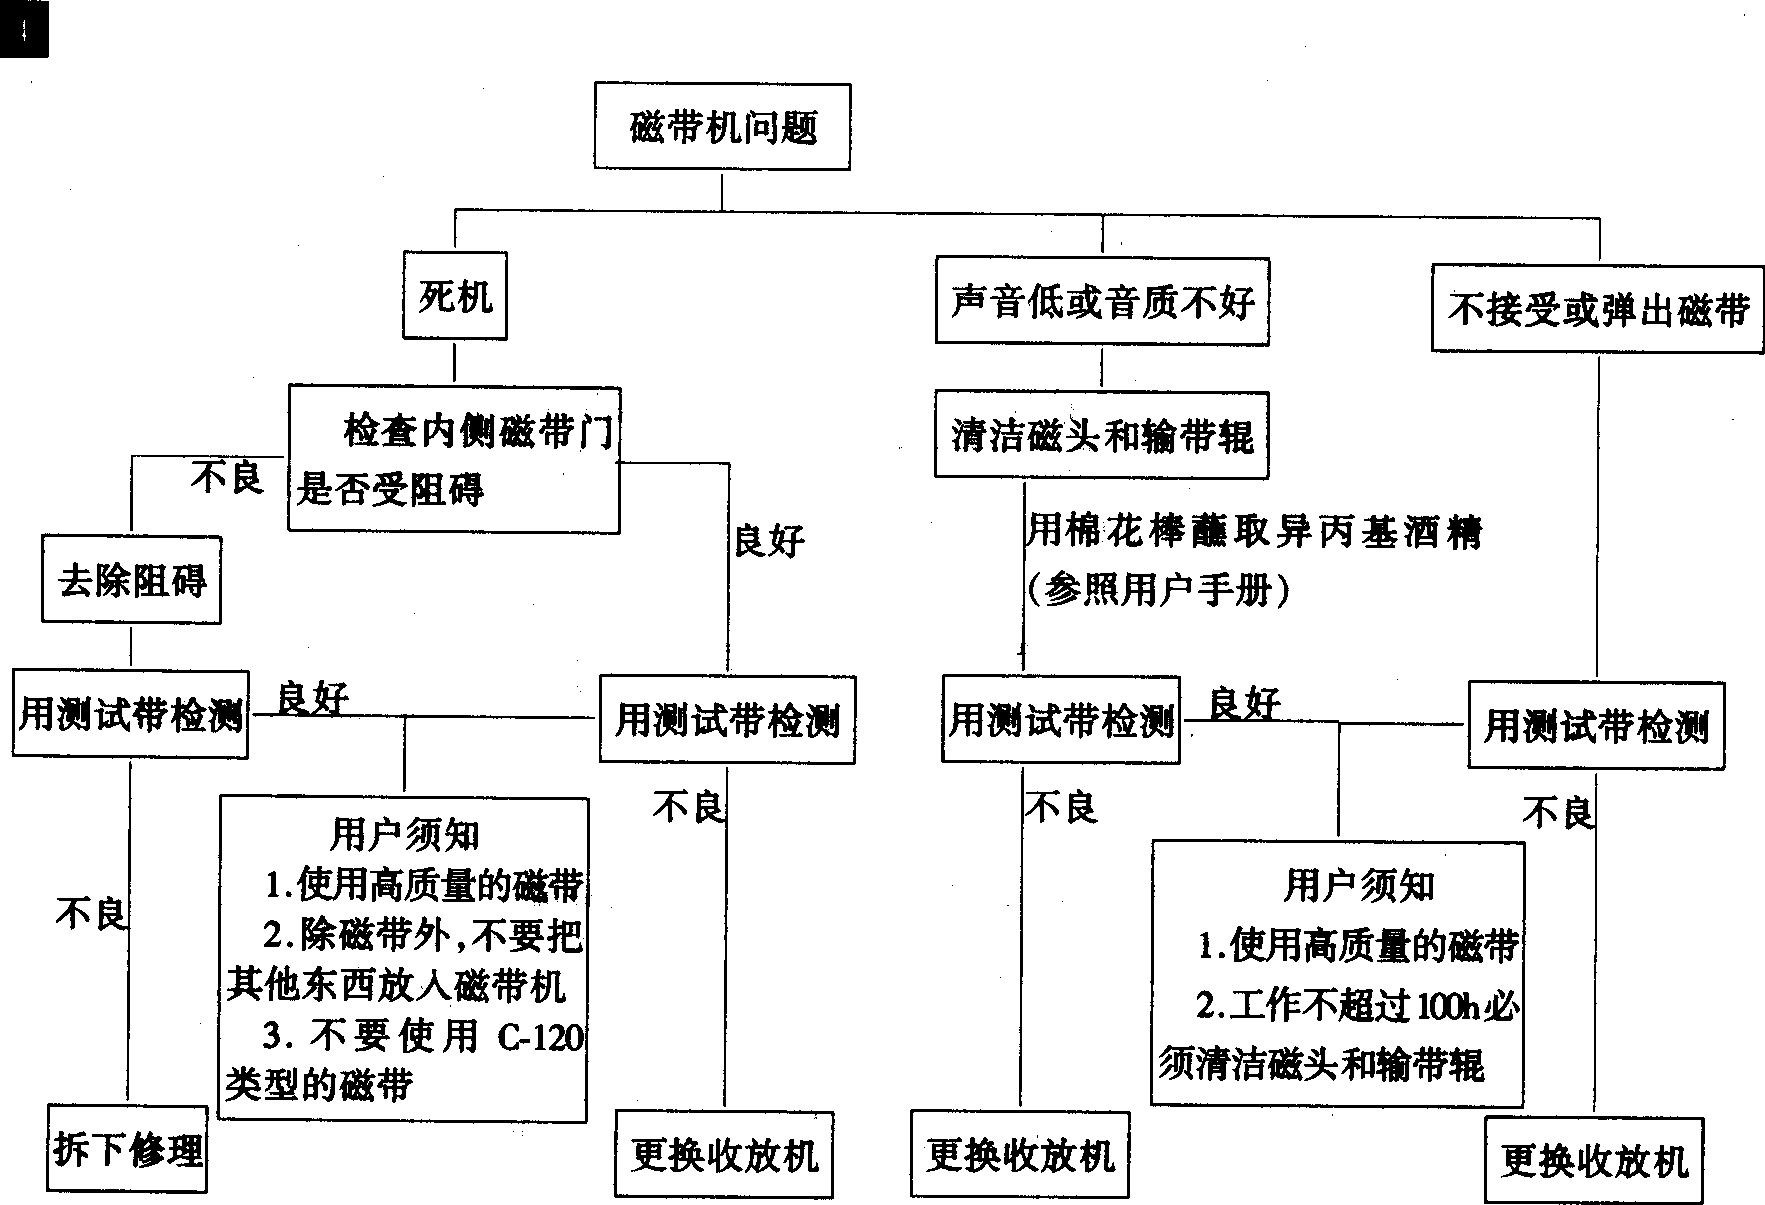 磁带机问题
死机
声音低或音质不好
不接受或弹出磁带
检查内侧磁带门
是否受阻碍
清洁磁头和输带辊
不良
良好
用棉花棒蘸取异丙基酒精
(参照用户手册)
去除阻碍
用测试带检测
良好
用测试带检测
用测试带检测
良好
用测试带检测
不良
不良
不良
不良
用户须知
1.使用高质量的磁带
2.除磁带外,不要把
其他东西放入磁带机
3. 不要使用 C-120
类型的磁带
用户须知
1.使用高质量的磁带
2.工作不超过100h必
须清洁磁头和输带辊
拆下修理
更换收放机
更换收放机
更换收放机